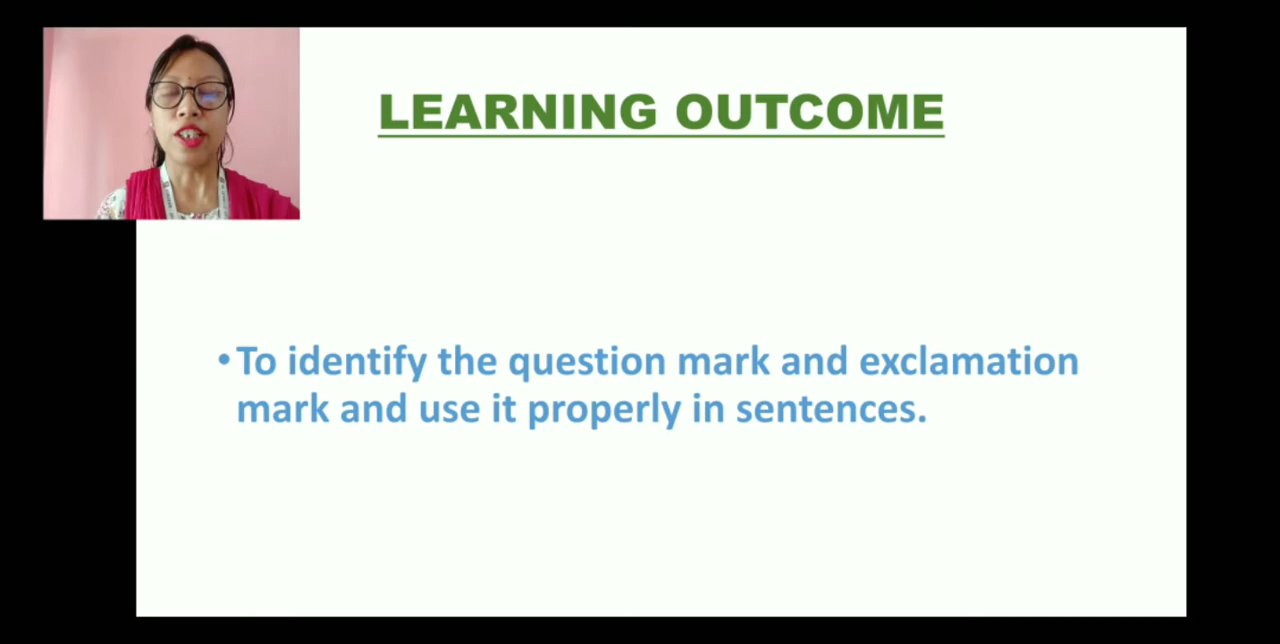 LEARNING OUTCOME
•To identify the question mark and exclamation
mark and use it properly in sentences.